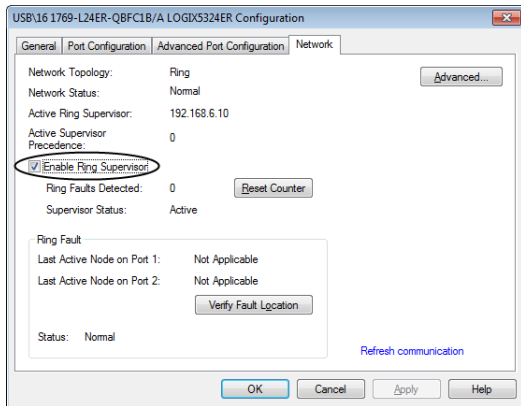 USB\16 1769-L24ER-QBFC1B/A LOGIX5324ER Configuration
General Port Configuration Advanced Port Configuration Network
Network Topology: Ring Advanced...
Network Status: Normal
Active Ring Supervisor: 192.168.6.10
Active Supervisor
Precedence: 0
Enable Ring Supervisor
Ring Faults Detected: 0 Reset Counter
Supervisor Status: Active
Ring Fault
Last Active Node on Port 1: Not Applicable
Last Active Node on Port 2: Not Applicable
Verify Fault Location
Status: Normal
Refresh communication
OK Cancel Apply Help